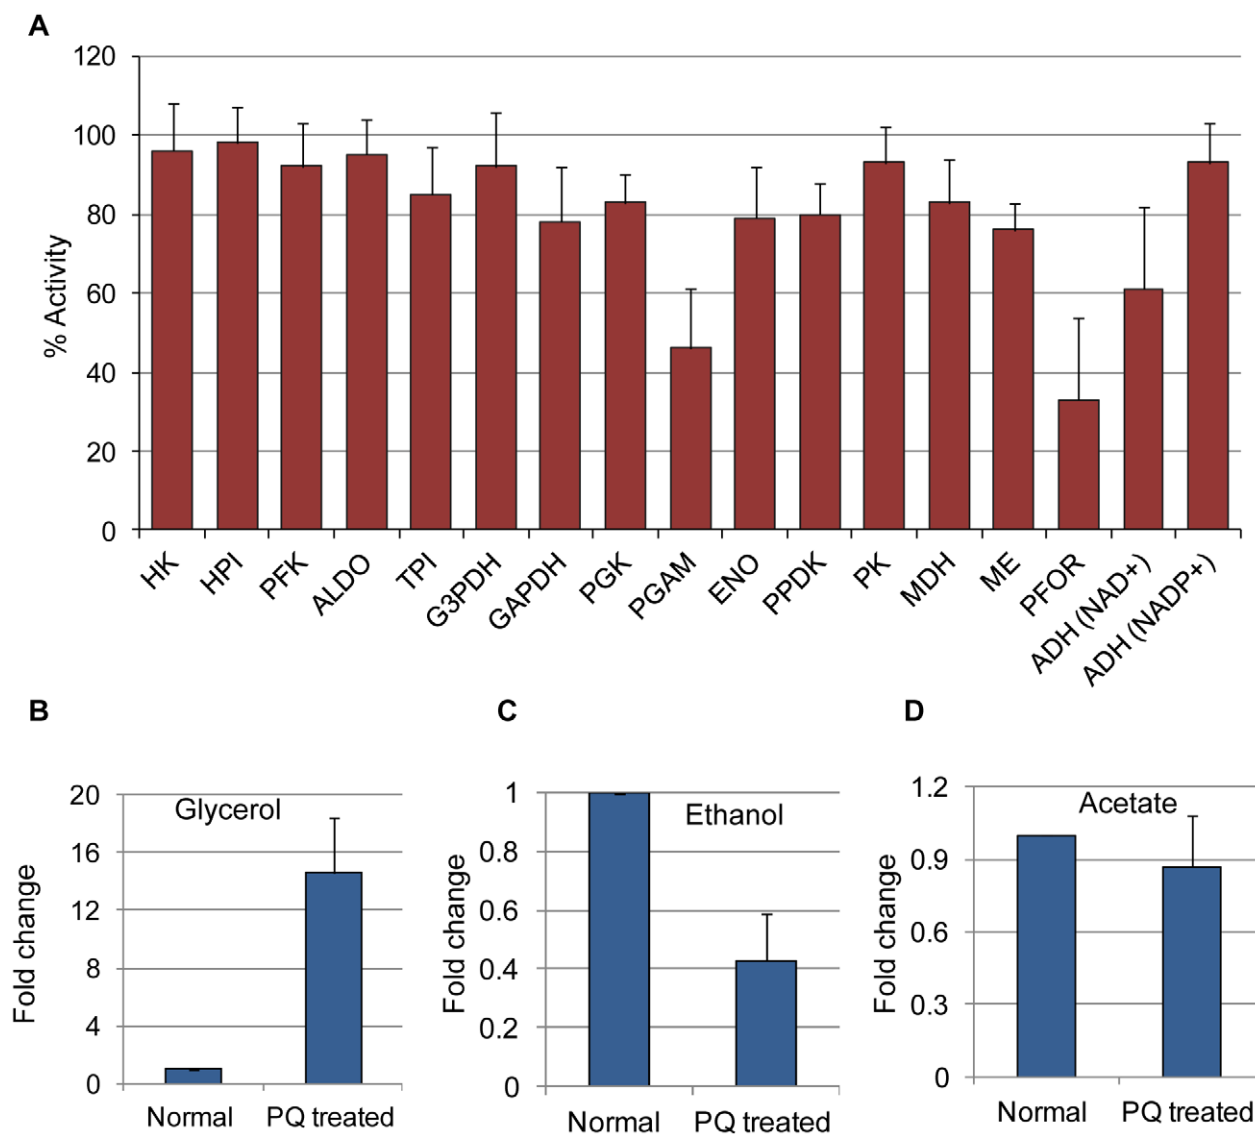 A
120
100
80
60
40
20
0
% Activity
HK
HPI
PFK
ALDO
TPI
G3PDH
GAPDH
PGK
PGAM
ENO
PPDK
PK
MDH
ME
PFOR
ADH (NAD+)
ADH (NADP+)
B
Glycerol
20
16
12
8
4
0
Fold change
Normal
PQ treated
C
Ethanol
1
0.8
0.6
0.4
0.2
0
Fold change
Normal
PQ treated
D
Acetate
1.2
0.9
0.6
0.3
0
Fold change
Normal
PQ treated